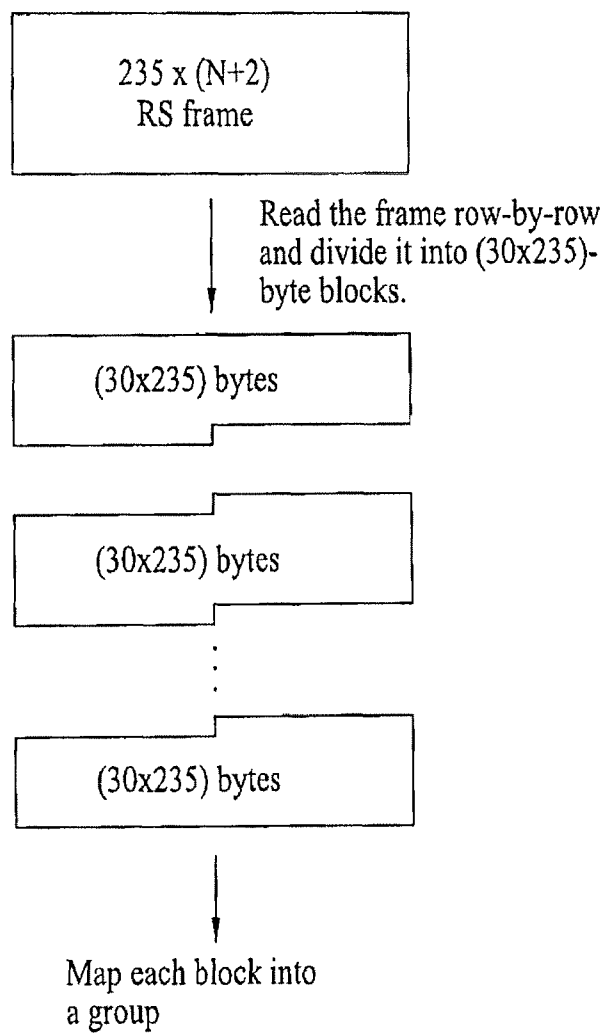 235 x (N+2)
RS frame
Read the frame row-by-row
and divide it into (30x235)-
byte blocks.
(30x235) bytes
(30x235) bytes
(30x235) bytes
Map each block into
a group